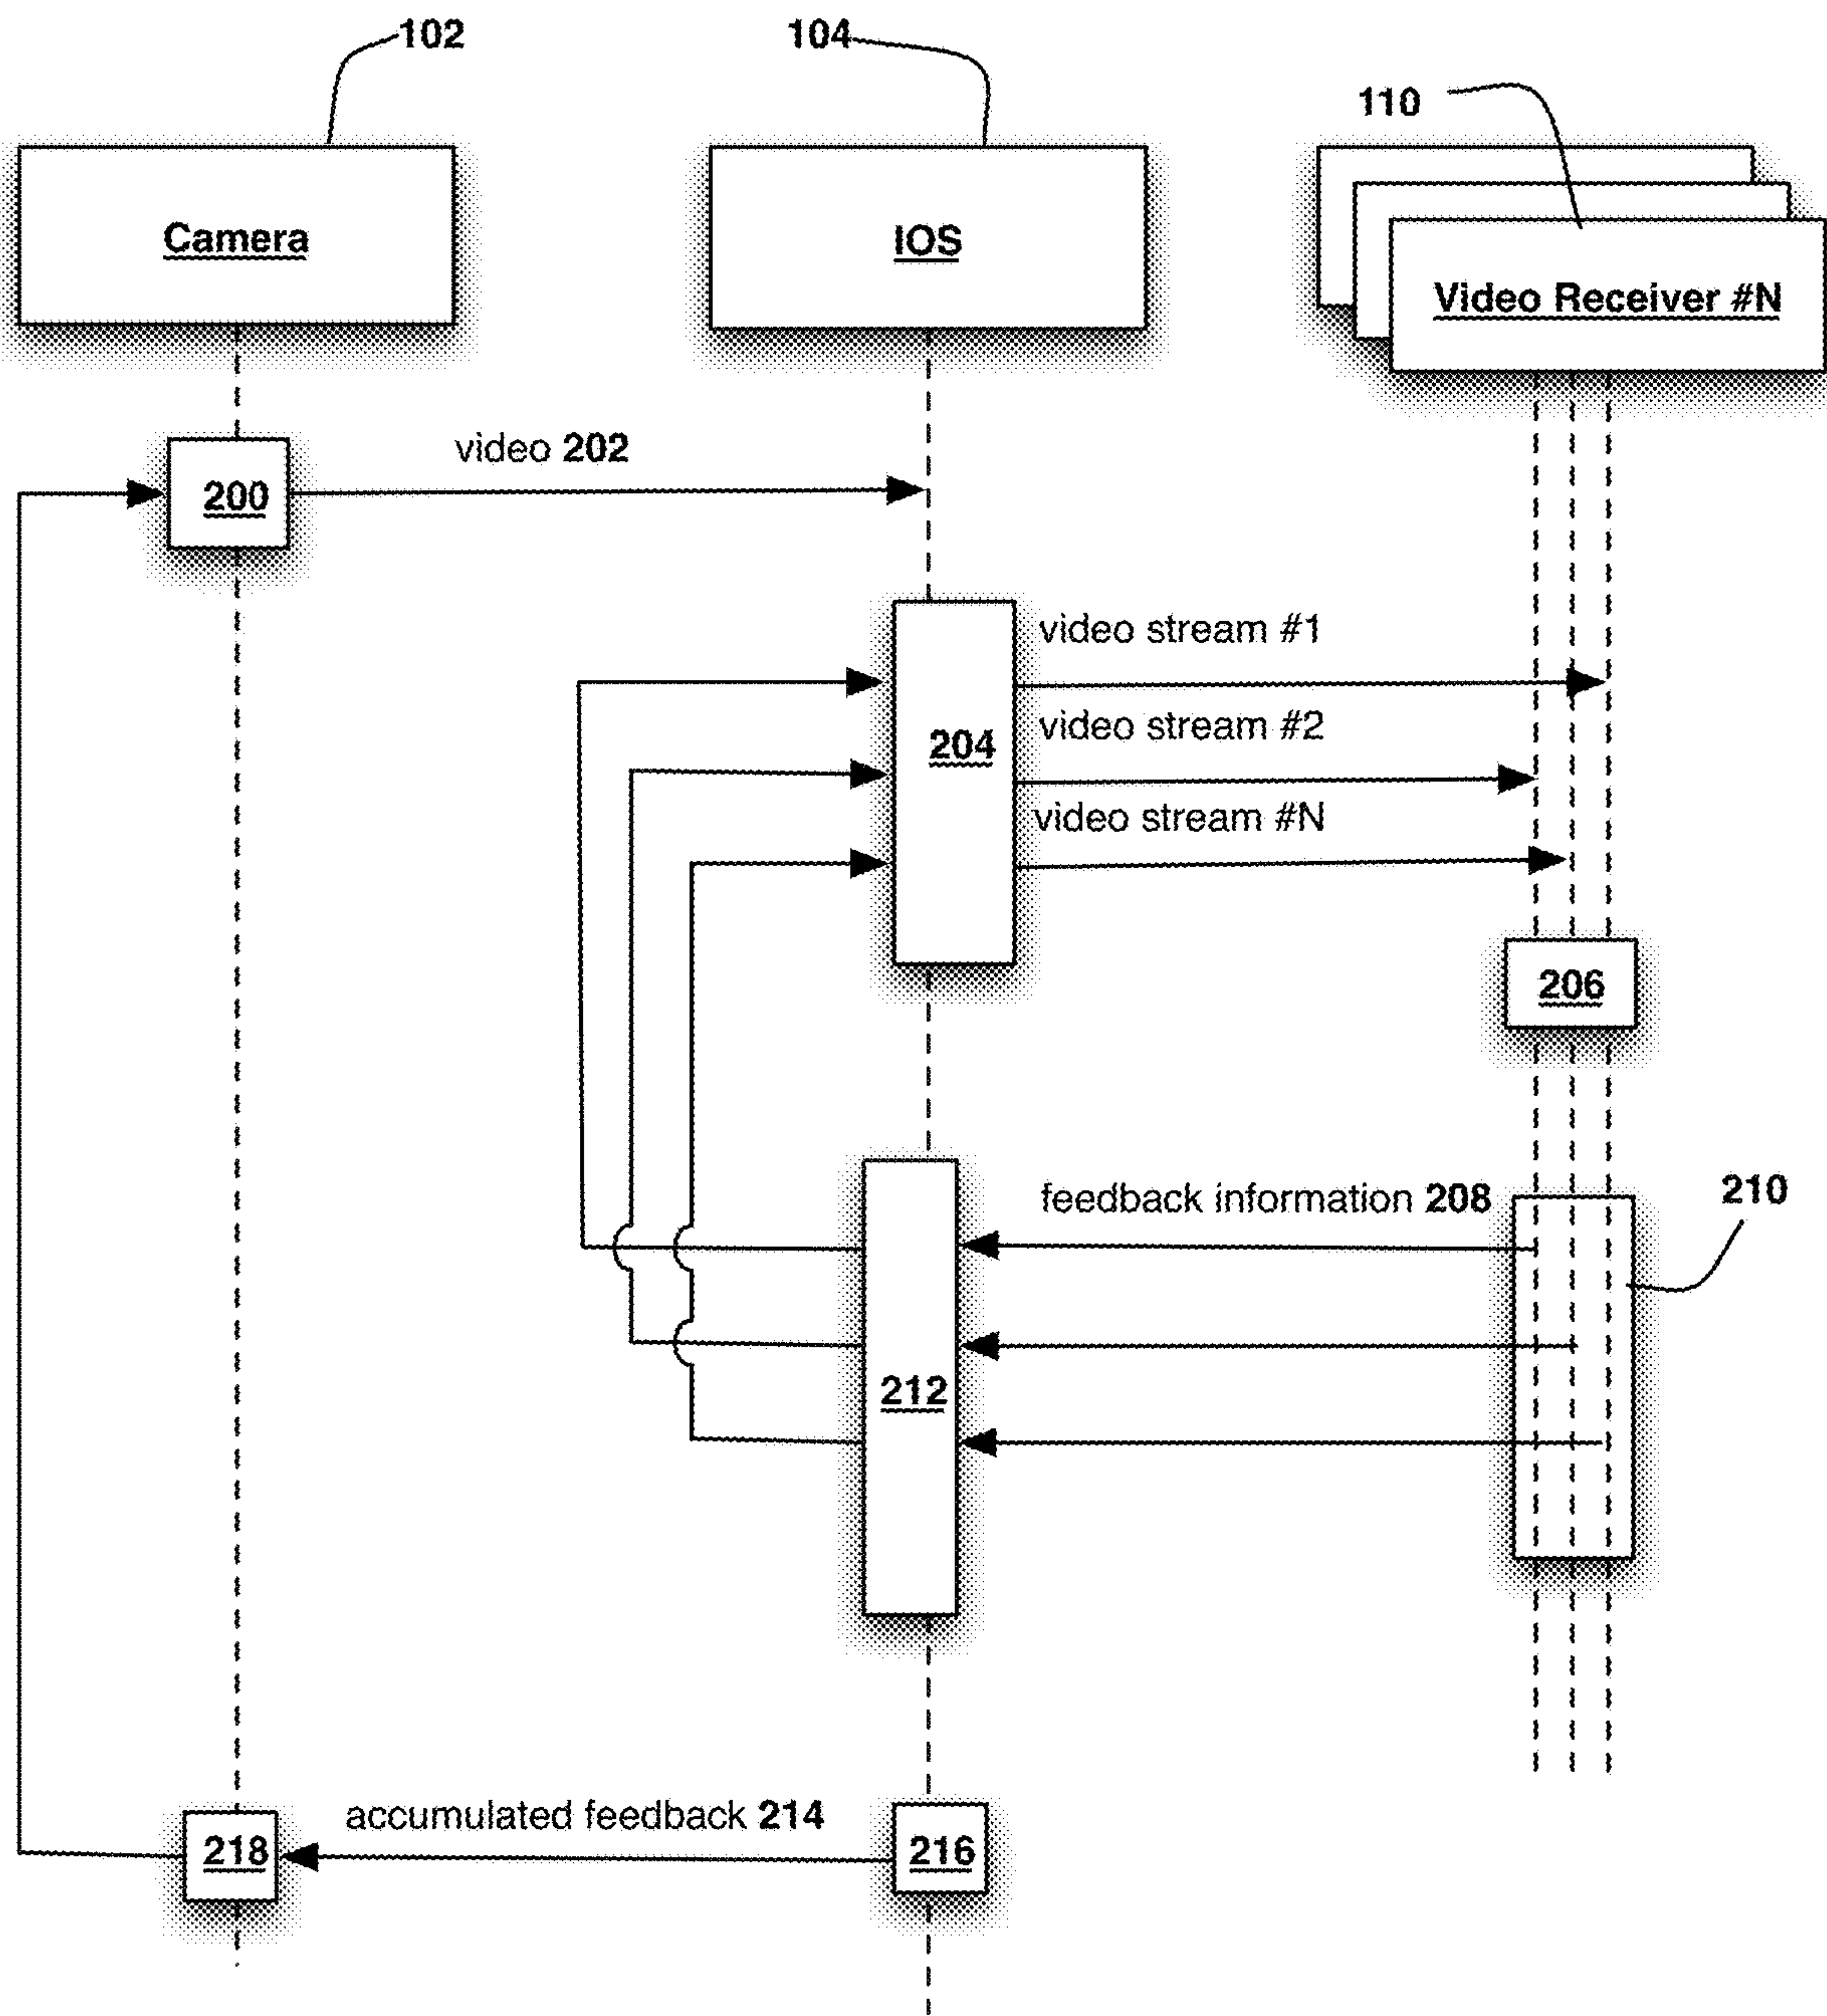 102
104
110
Camera
IOS
Video Receiver #N
video 202
200
video stream #1
video stream #2
204
video stream #N
206
feedback information 208
210
212
accumulated feedback 214
218
216